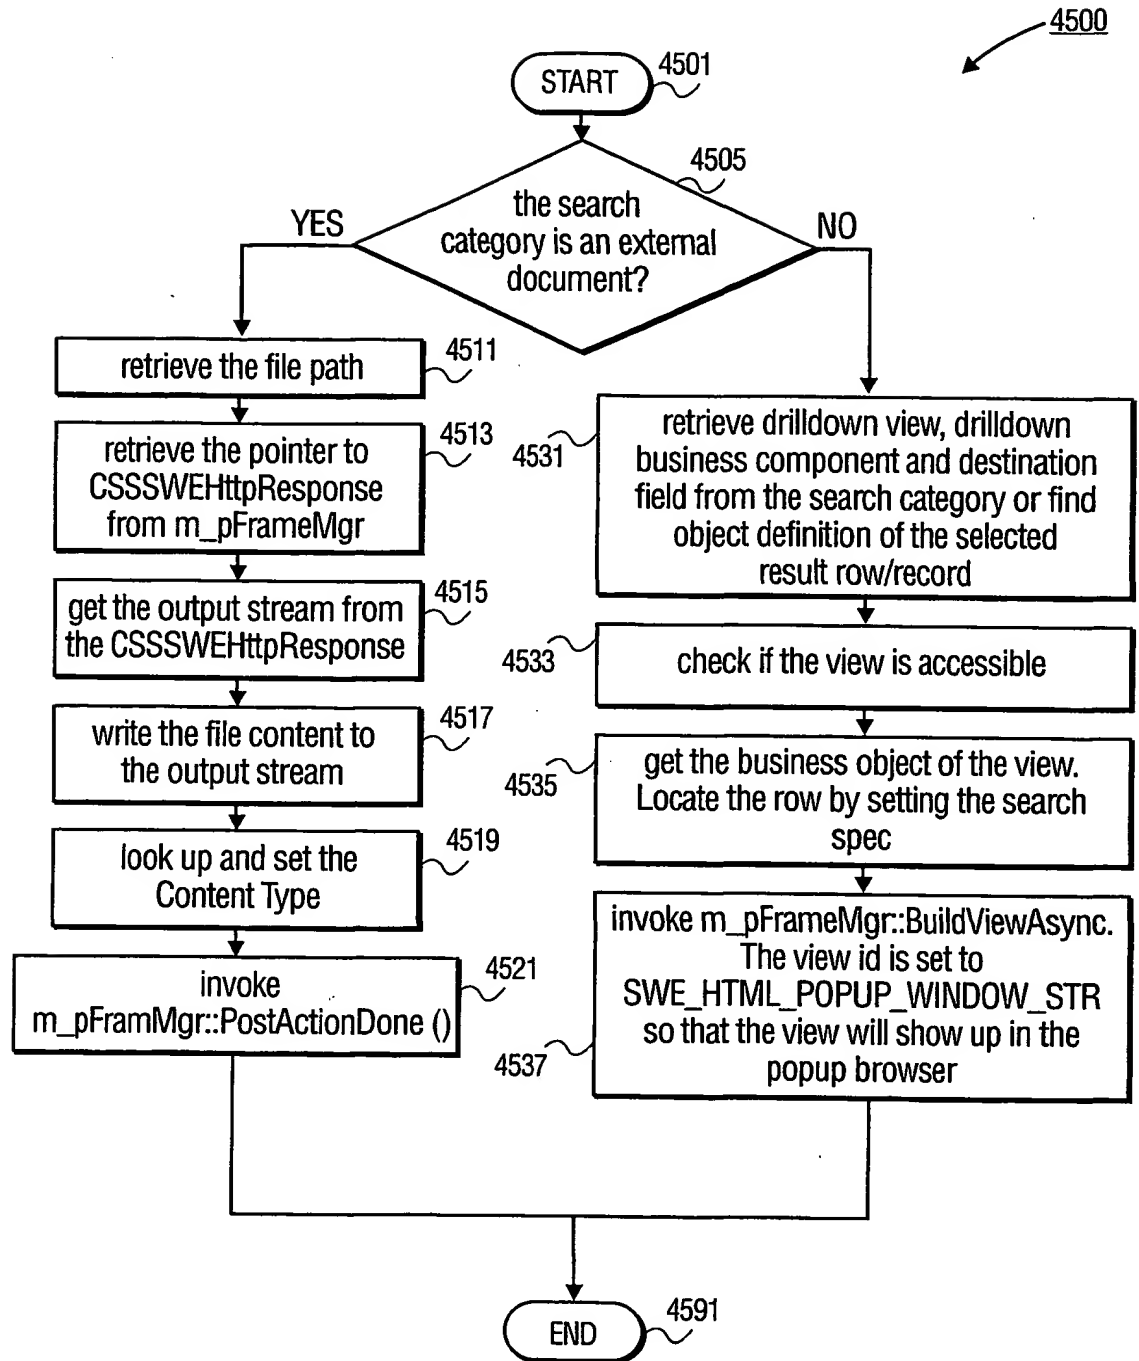 4500
START
4501
4505
the search
category is an external
document?
YES
NO
retrieve the file path
4511
retrieve the pointer to
CSSSWEHttpResponse
from m_pFrameMgr
4513
get the output stream from
the CSSSWEHttpResponse
4515
write the file content to
the output stream
4517
look up and set the
Content Type
4519
invoke
m_pFramMgr::PostActionDone ()
4521
4531
retrieve drilldown view, drilldown
business component and destination
field from the search category or find
object definition of the selected
result row/record
4533
check if the view is accessible
4535
get the business object of the view.
Locate the row by setting the search
spec
4537
invoke m_pFrameMgr::BuildViewAsync.
The view id is set to
SWE_HTML_POPUP_WINDOW_STR
so that the view will show up in the
popup browser
END
4591